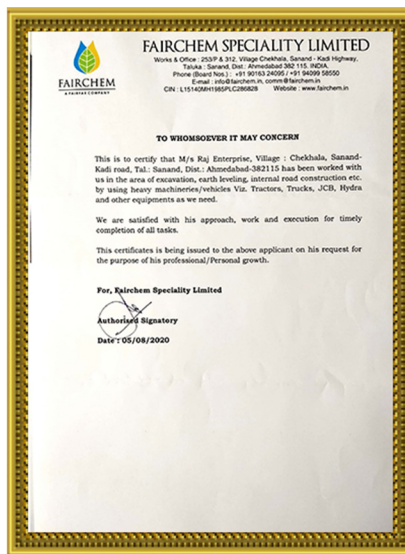 FAIRCHEM SPECIALITY LIMITED
Works & Office : 253/P & 312, Village Chekhala, Sanand - Kadi Highway,
Taluka : Sanand, Dist : Ahmedabad 382 115. INDIA.
Phone (Board Nos.) : +91 90163 24095 / +91 94099 58550
E-mail : info@fairchem.in, comm@fairchem.in
CIN : L15140MH1985PLC286828 Website : www.fairchem.in
FAIRCHEM
A FAIRFAX COMPANY
TO WHOMSOEVER IT MAY CONCERN
This is to certify that M/s Raj Enterprise, Village : Chekhala, Sanand-
Kadi road, Tal.: Sanand, Dist.: Ahmedabad-382115 has been worked with
us in the area of excavation, earth leveling, internal road construction etc.
by using heavy machineries/vehicles Viz. Tractors, Trucks, JCB, Hydra
and other equipments as we need.
We are satisfied with his approach, work and execution for timely
completion of all tasks.
This certificates is being issued to the above applicant on his request for
the purpose of his professional/Personal growth.
For, Fairchem Speciality Limited
Authorised Signatory
Date : 05/08/2020